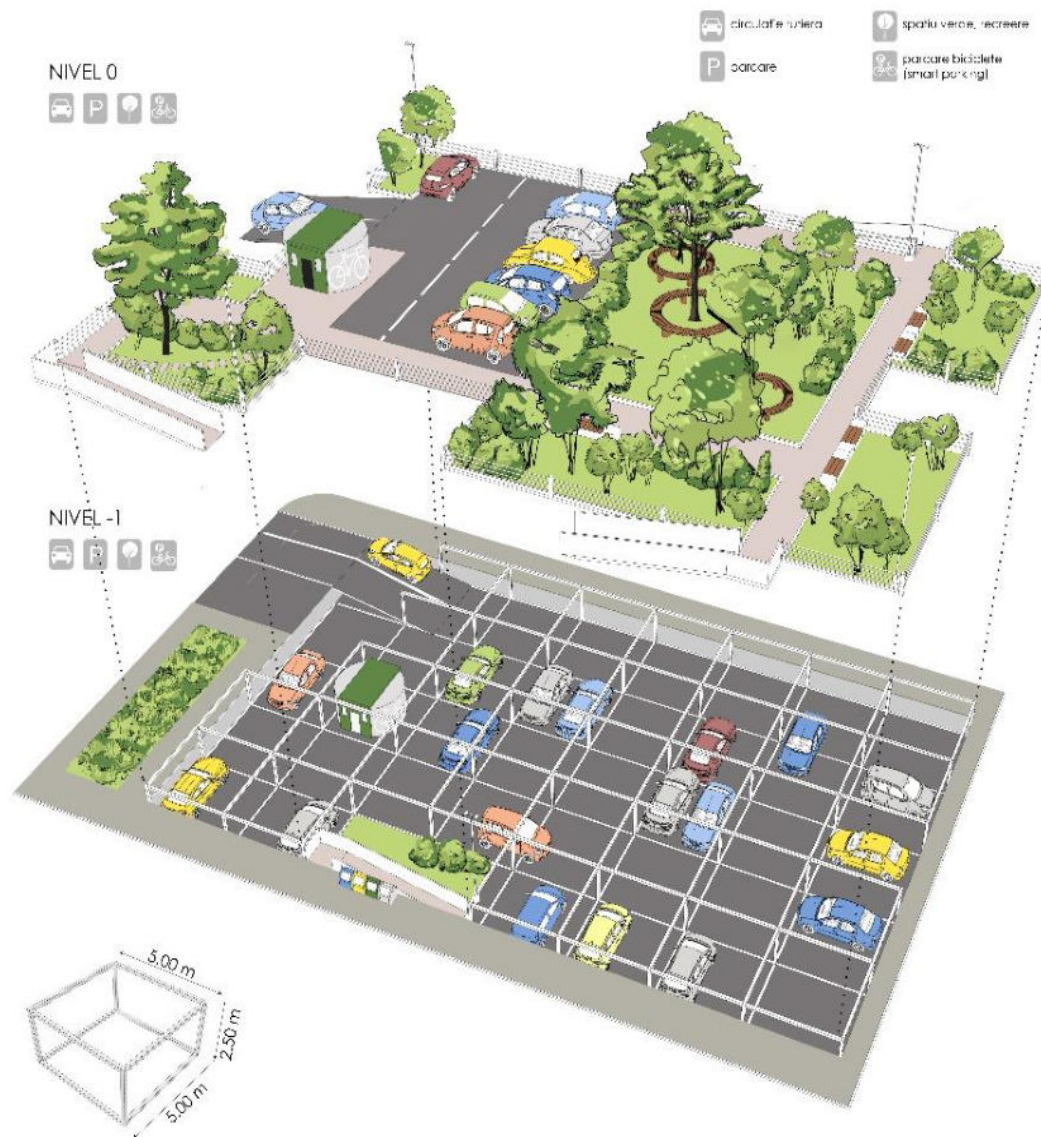 circulatie rutiera
spatiu verde, recreere
P parcare
parcare biciclete
(smart parking)
NIVEL 0
P
NIVEL -1
P
5.00 m
2.50 m
5.00 m